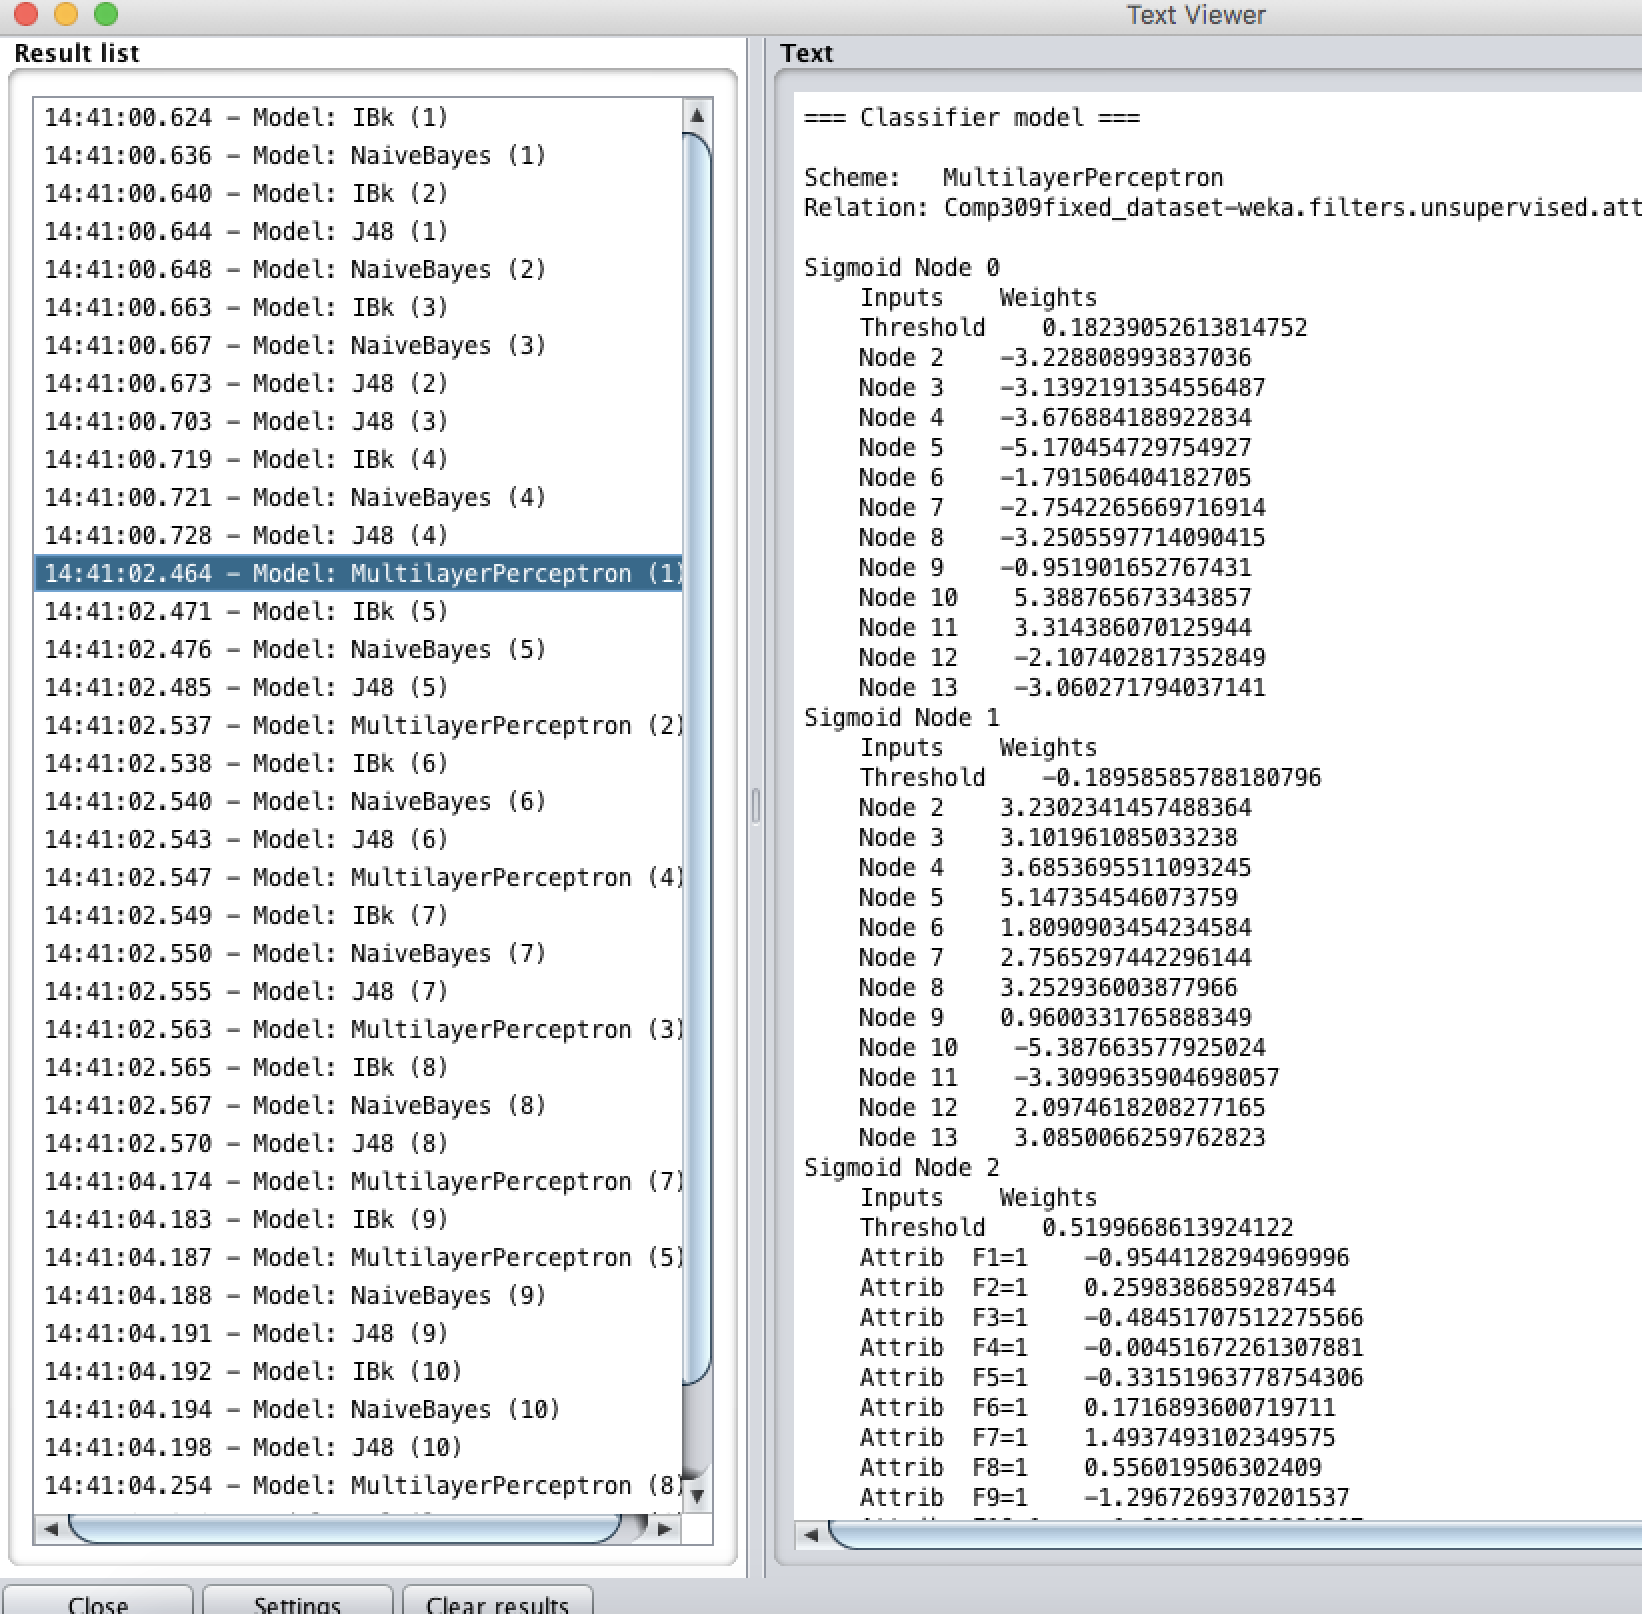 Text Viewer
Result list
14:41:00.624 – Model: IBk (1)
14:41:00.636 – Model: NaiveBayes (1)
14:41:00.640 – Model: IBk (2)
14:41:00.644 – Model: J48 (1)
14:41:00.648 – Model: NaiveBayes (2)
14:41:00.663 – Model: IBk (3)
14:41:00.667 – Model: NaiveBayes (3)
14:41:00.673 – Model: J48 (2)
14:41:00.703 – Model: J48 (3)
14:41:00.719 – Model: IBk (4)
14:41:00.721 – Model: NaiveBayes (4)
14:41:00.728 – Model: J48 (4)
14:41:02.464 – Model: MultilayerPerceptron (1)
14:41:02.471 – Model: IBk (5)
14:41:02.476 – Model: NaiveBayes (5)
14:41:02.485 – Model: J48 (5)
14:41:02.537 – Model: MultilayerPerceptron (2)
14:41:02.538 – Model: IBk (6)
14:41:02.540 – Model: NaiveBayes (6)
14:41:02.543 – Model: J48 (6)
14:41:02.547 – Model: MultilayerPerceptron (4)
14:41:02.549 – Model: IBk (7)
14:41:02.550 – Model: NaiveBayes (7)
14:41:02.555 – Model: J48 (7)
14:41:02.563 – Model: MultilayerPerceptron (3)
14:41:02.565 – Model: IBk (8)
14:41:02.567 – Model: NaiveBayes (8)
14:41:02.570 – Model: J48 (8)
14:41:04.174 – Model: MultilayerPerceptron (7)
14:41:04.183 – Model: IBk (9)
14:41:04.187 – Model: MultilayerPerceptron (5)
14:41:04.188 – Model: NaiveBayes (9)
14:41:04.191 – Model: J48 (9)
14:41:04.192 – Model: IBk (10)
14:41:04.194 – Model: NaiveBayes (10)
14:41:04.198 – Model: J48 (10)
14:41:04.254 – Model: MultilayerPerceptron (8)
Text
=== Classifier model ===
Scheme: MultilayerPerceptron
Relation: Comp309fixed_dataset-weka.filters.unsupervised.att
Sigmoid Node 0
Inputs Weights
Threshold 0.18239052613814752
Node 2 -3.228808993837036
Node 3 -3.1392191354556487
Node 4 -3.676884188922834
Node 5 -5.170454729754927
Node 6 -1.791506404182705
Node 7 -2.75422656697169​14
Node 8 -3.2505597714090415
Node 9 -0.951901652767431
Node 10 5.3887656733438​57
Node 11 3.314386070125944
Node 12 -2.107402817352849
Node 13 -3.060271794037141
Sigmoid Node 1
Inputs Weights
Threshold -0.18958585788180796
Node 2 3.2302341457488364
Node 3 3.101961085033238
Node 4 3.6853695511093245
Node 5 5.147354546073759
Node 6 1.8090903454234584
Node 7 2.7565297442296144
Node 8 3.252936003877966
Node 9 0.9600331765888349
Node 10 -5.387663577925024
Node 11 -3.3099635904698057
Node 12 2.0974618208277165
Node 13 3.0850066259762823
Sigmoid Node 2
Inputs Weights
Threshold 0.5199668613924122
Attrib F1=1 -0.9544128294969996
Attrib F2=1 0.2598386859287454
Attrib F3=1 -0.48451707512275566
Attrib F4=1 -0.004516722613​07881
Attrib F5=1 -0.33151963778754306
Attrib F6=1 0.1716893600719711
Attrib F7=1 1.4937493102349575
Attrib F8=1 0.556019506302409
Attrib F9=1 -1.2967269370201537
Close
Settings
Clear results